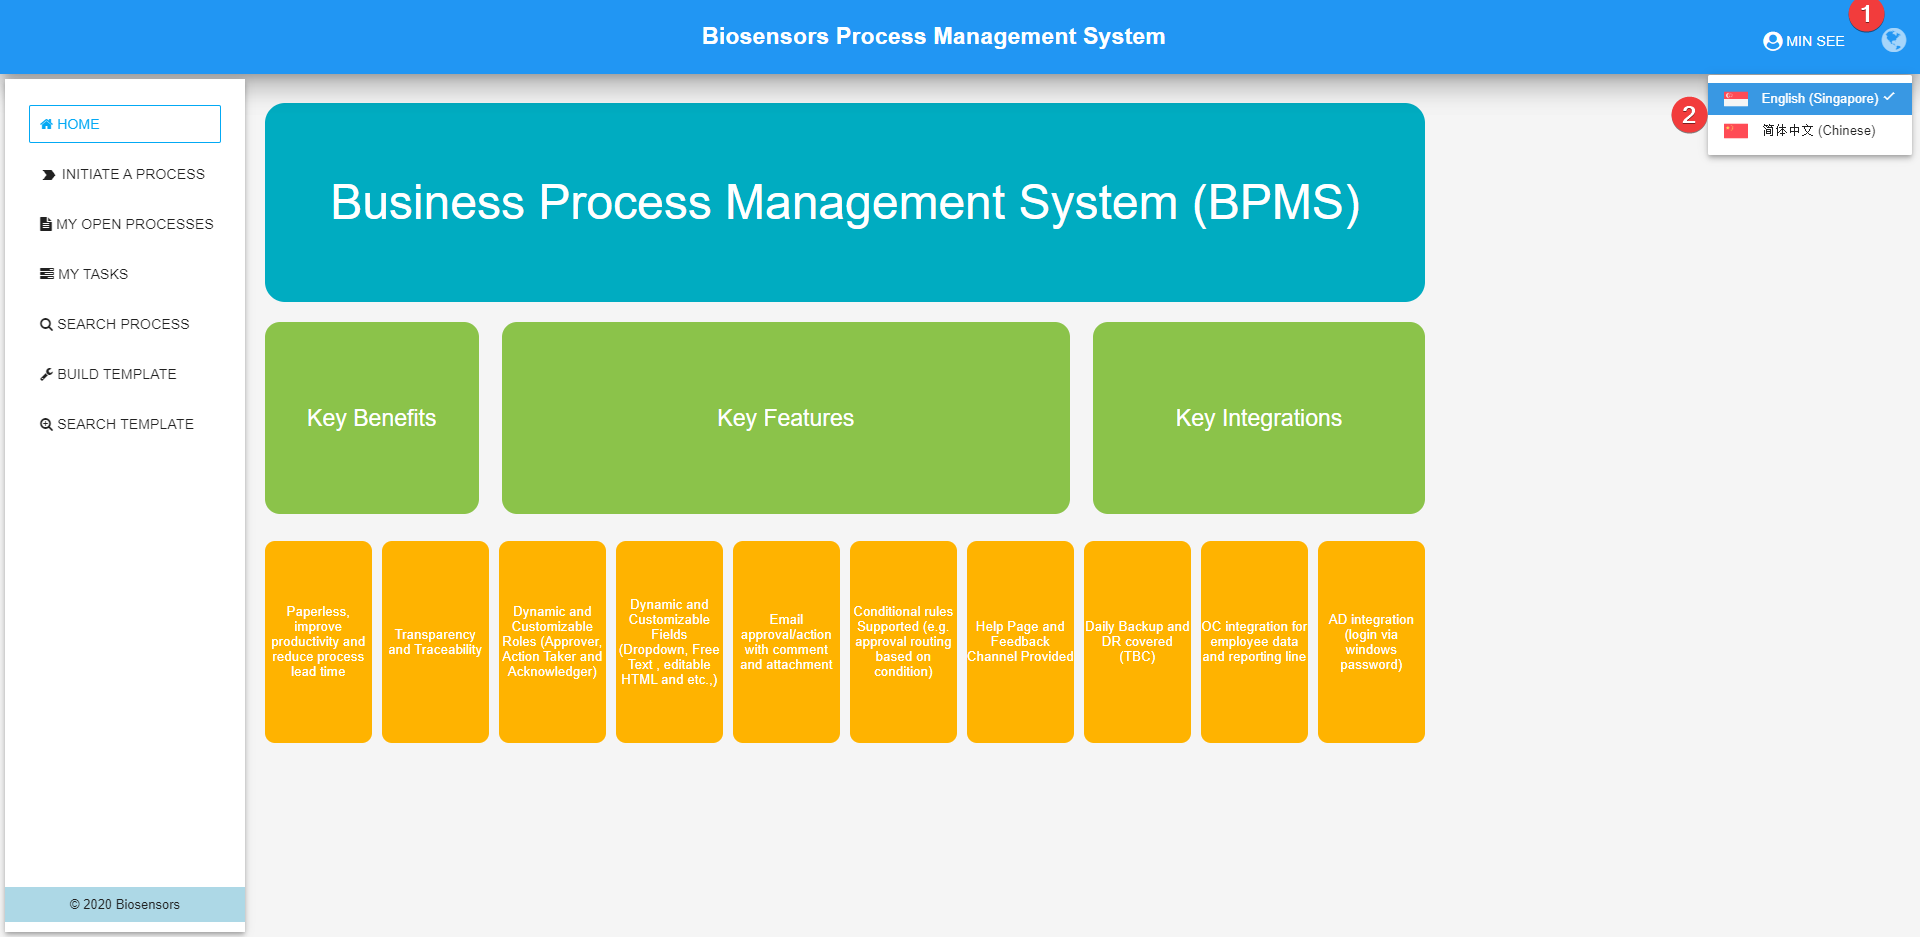 Biosensors Process Management System
1
MIN SEE
English (Singapore)
2
简体中文 (Chinese)
HOME
INITIATE A PROCESS
MY OPEN PROCESSES
MY TASKS
SEARCH PROCESS
BUILD TEMPLATE
SEARCH TEMPLATE
© 2020 Biosensors
Business Process Management System (BPMS)
Key Benefits
Key Features
Key Integrations
Paperless,
improve
productivity and
reduce process
lead time
Transparency
and Traceability
Dynamic and
Customizable
Roles (Approver,
Action Taker and
Acknowledger)
Dynamic and
Customizable
Fields
(Dropdown, Free
Text , editable
HTML and etc.,)
Email
approval/action
with comment
and attachment
Conditional rules
Supported (e.g.
approval routing
based on
condition)
Help Page and
Feedback
Channel Provided
Daily Backup and
DR covered
(TBC)
OC integration for
employee data
and reporting line
AD integration
(login via
windows
password)